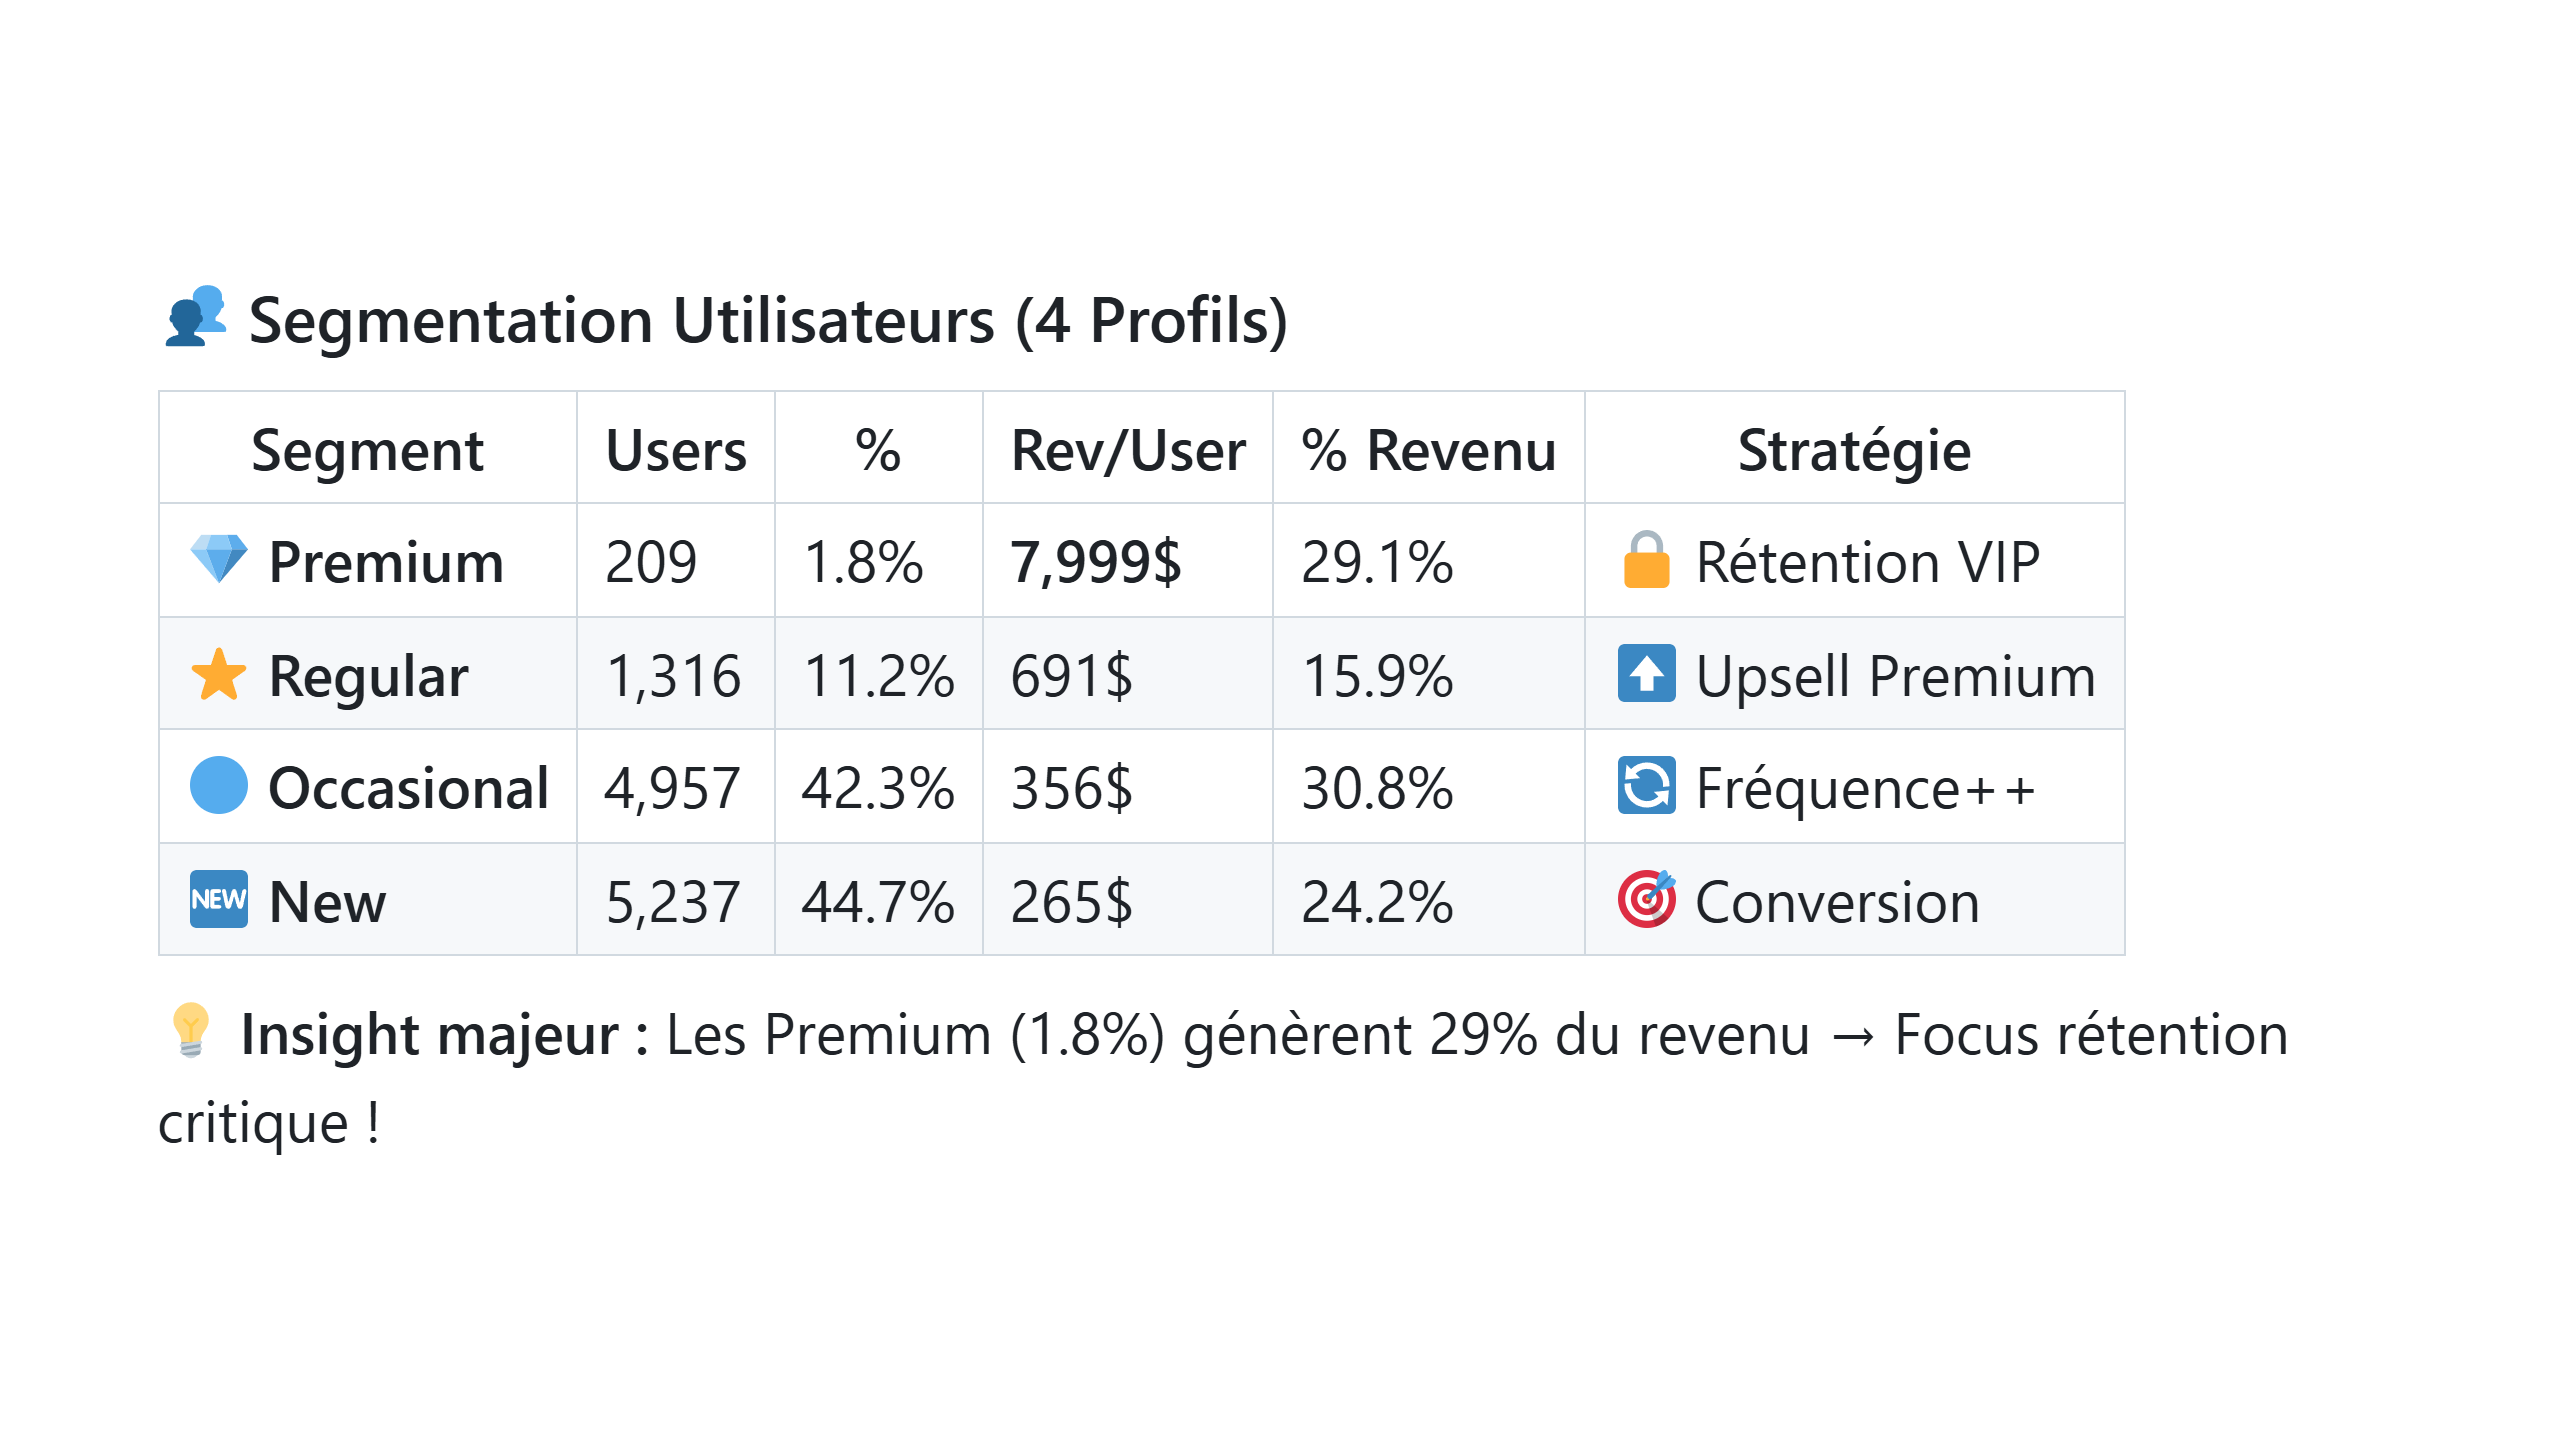 Segmentation Utilisateurs (4 Profils)
Segment Users % Rev/User % Revenu Stratégie
Premium 209 1.8% 7,999$ 29.1% Rétention VIP
Regular 1,316 11.2% 691$ 15.9% Upsell Premium
Occasional 4,957 42.3% 356$ 30.8% Fréquence++
NEW New 5,237 44.7% 265$ 24.2% Conversion
Insight majeur : Les Premium (1.8%) génèrent 29% du revenu → Focus rétention
critique !